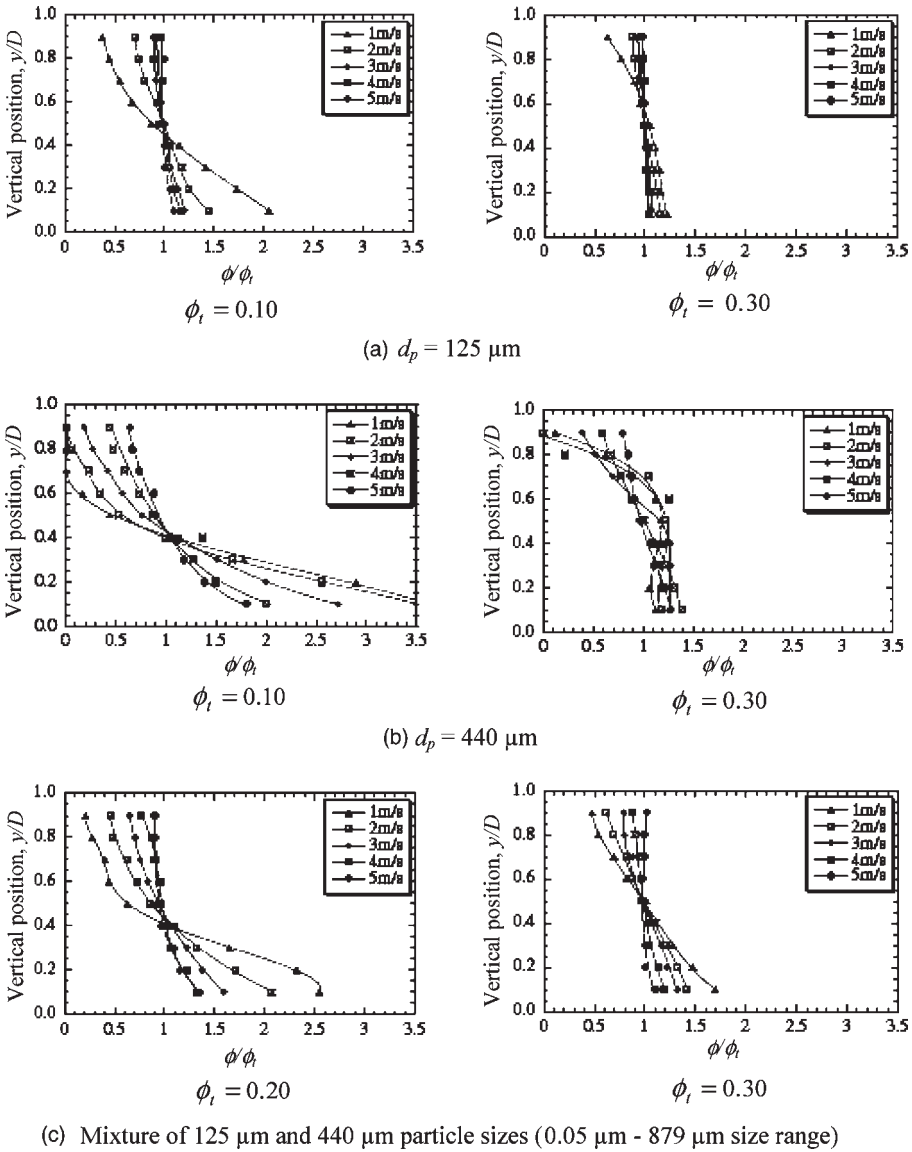 Vertical position, y/D
1.0
0.8
0.6
0.4
0.2
0.0
0 0.5 1 1.5 2 2.5 3 3.5
ϕ/ϕt
ϕt = 0.10
1m/s
2m/s
3m/s
4m/s
5m/s
Vertical position, y/D
1.0
0.8
0.6
0.4
0.2
0.0
0 0.5 1 1.5 2 2.5 3 3.5
ϕ/ϕt
ϕt = 0.30
1m/s
2m/s
3m/s
4m/s
5m/s
(a) dp = 125 µm
Vertical position, y/D
1.0
0.8
0.6
0.4
0.2
0.0
0 0.5 1 1.5 2 2.5 3 3.5
ϕ/ϕt
ϕt = 0.10
1m/s
2m/s
3m/s
4m/s
5m/s
Vertical position, y/D
1.0
0.8
0.6
0.4
0.2
0.0
0 0.5 1 1.5 2 2.5 3 3.5
ϕ/ϕt
ϕt = 0.30
1m/s
2m/s
3m/s
4m/s
5m/s
(b) dp = 440 µm
Vertical position, y/D
1.0
0.8
0.6
0.4
0.2
0.0
0 0.5 1 1.5 2 2.5 3 3.5
ϕ/ϕt
ϕt = 0.20
1m/s
2m/s
3m/s
4m/s
5m/s
Vertical position, y/D
1.0
0.8
0.6
0.4
0.2
0.0
0 0.5 1 1.5 2 2.5 3 3.5
ϕ/ϕt
ϕt = 0.30
1m/s
2m/s
3m/s
4m/s
5m/s
(c) Mixture of 125 µm and 440 µm particle sizes (0.05 µm - 879 µm size range)